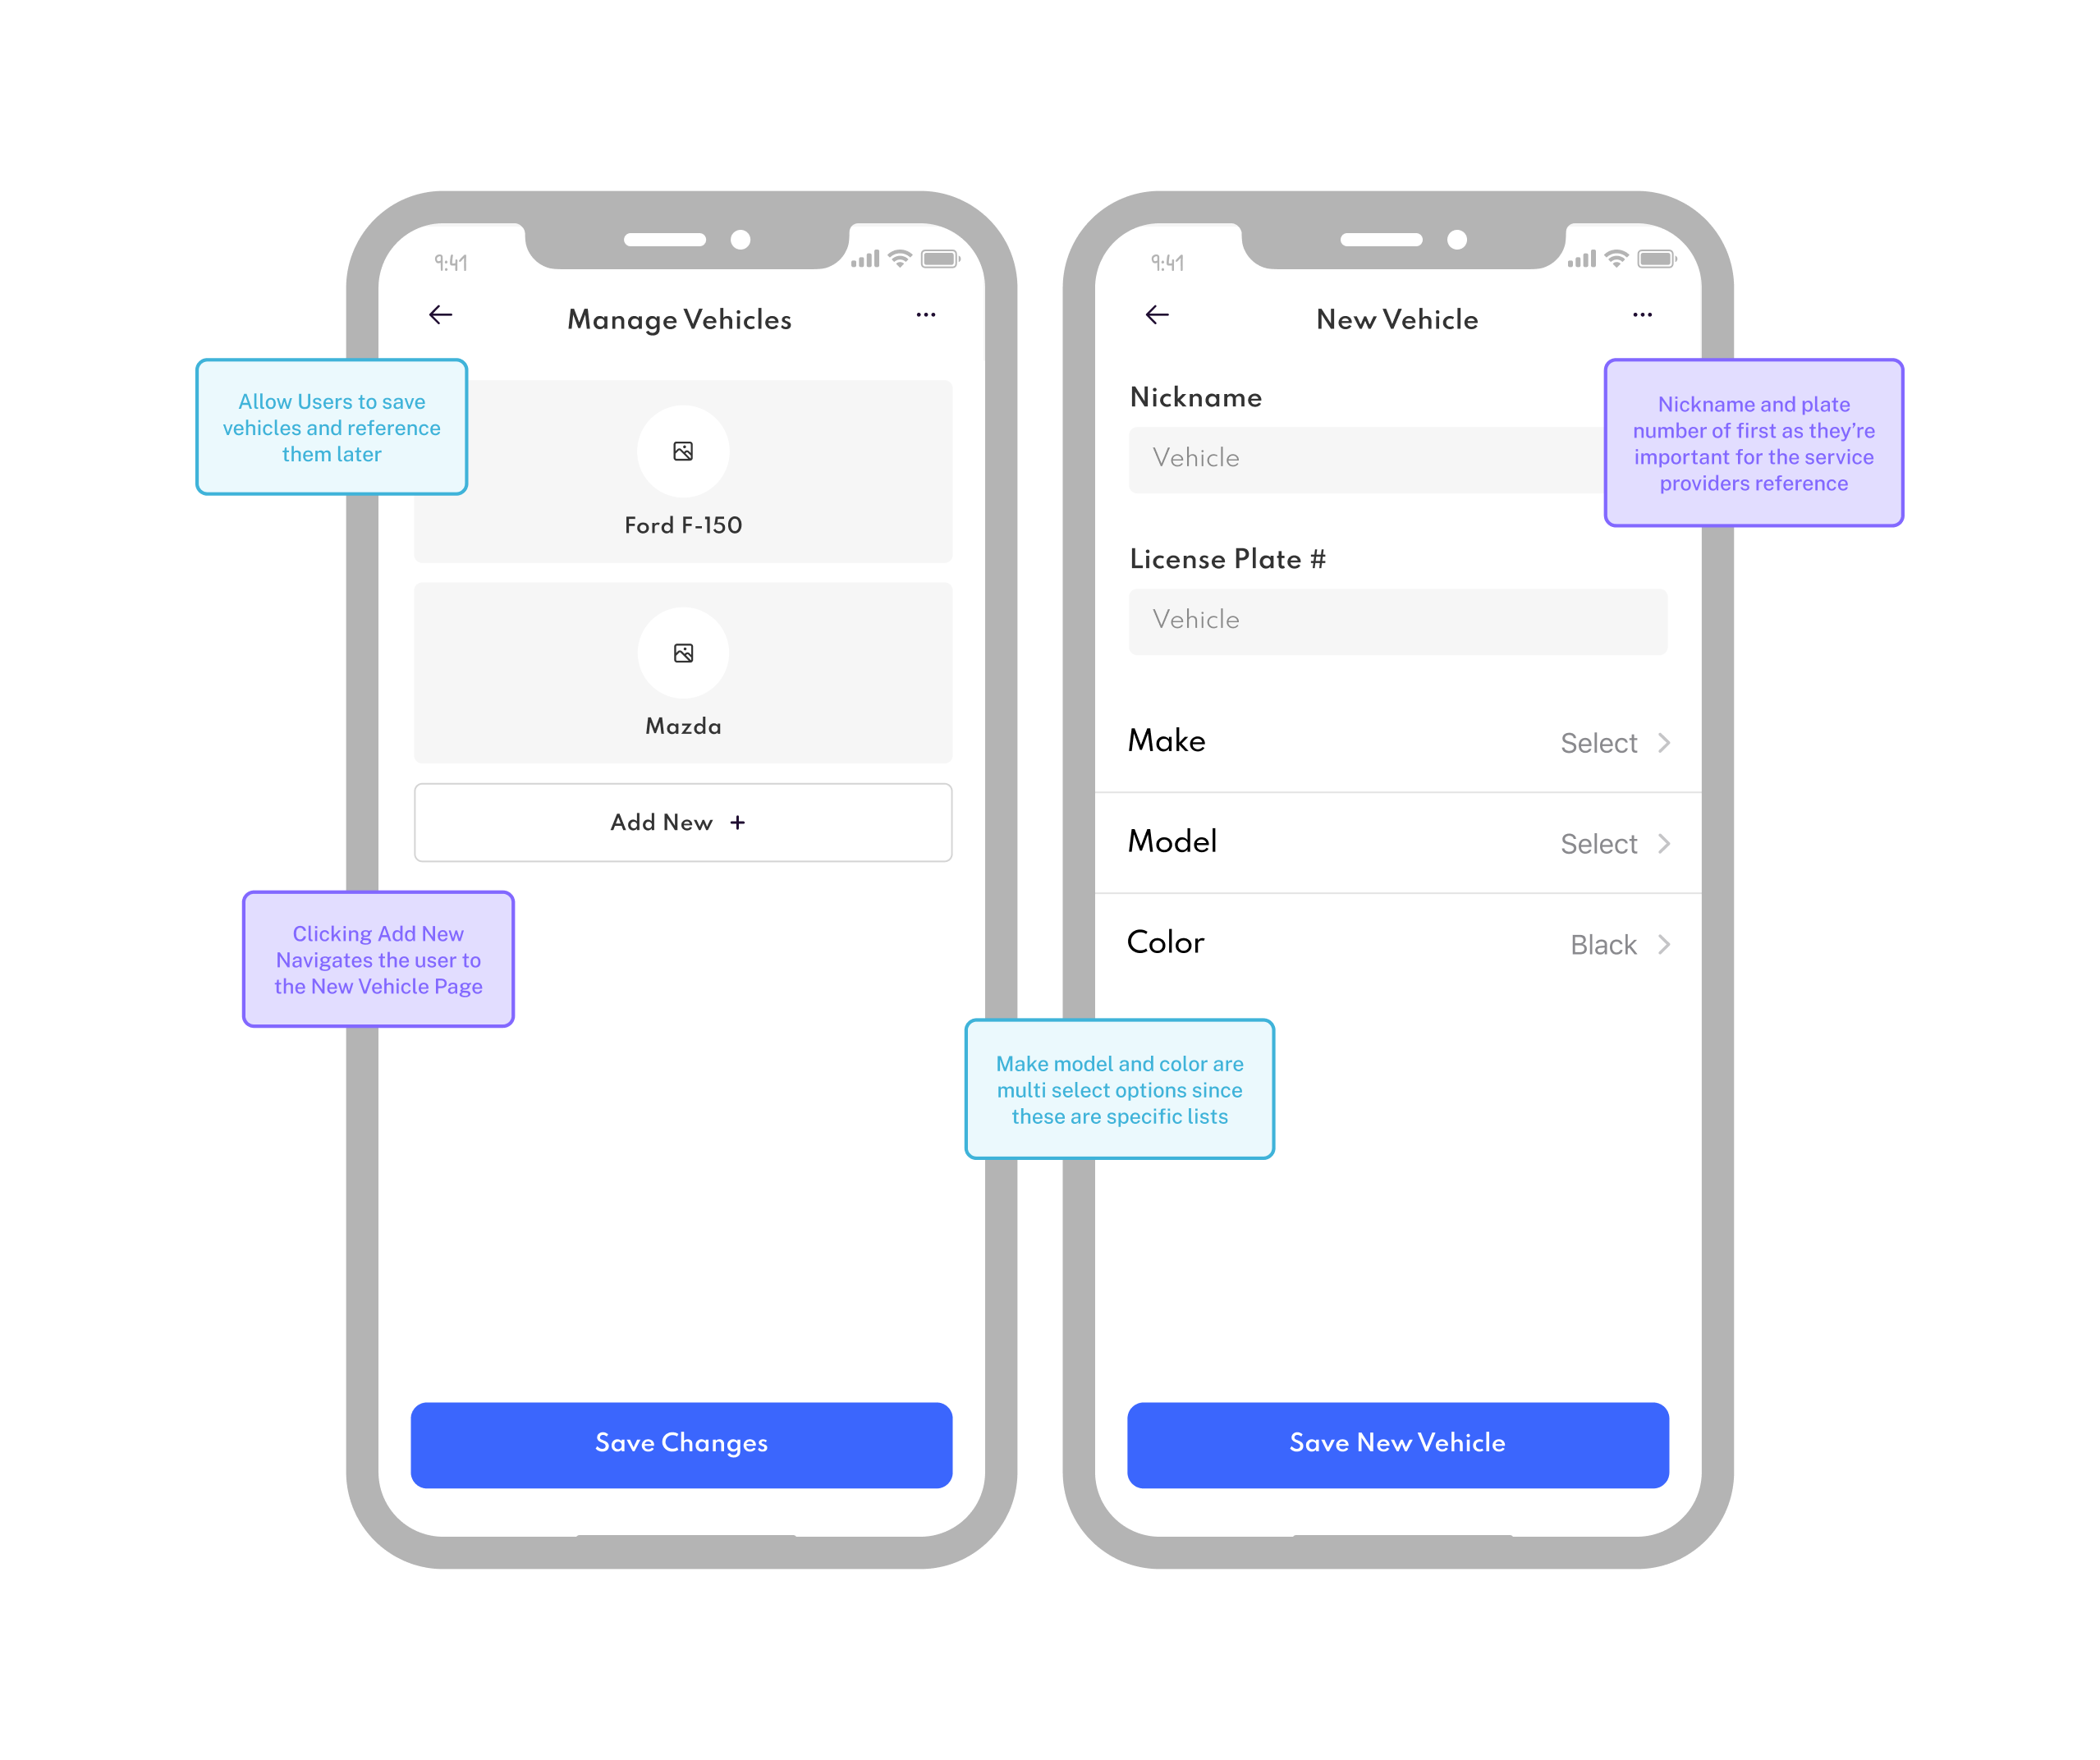 9:41
Manage Vehicles
Allow Users to save
vehicles and reference
them later
Ford F-150
Mazda
Add New +
Clicking Add New
Navigates the user to
the New Vehicle Page
Save Changes
9:41
New Vehicle
Nickname
Vehicle
Nickname and plate
number of first as they’re
important for the service
providers reference
License Plate #
Vehicle
Make Select
Model Select
Color Black
Make model and color are
multi select options since
these are specific lists
Save New Vehicle